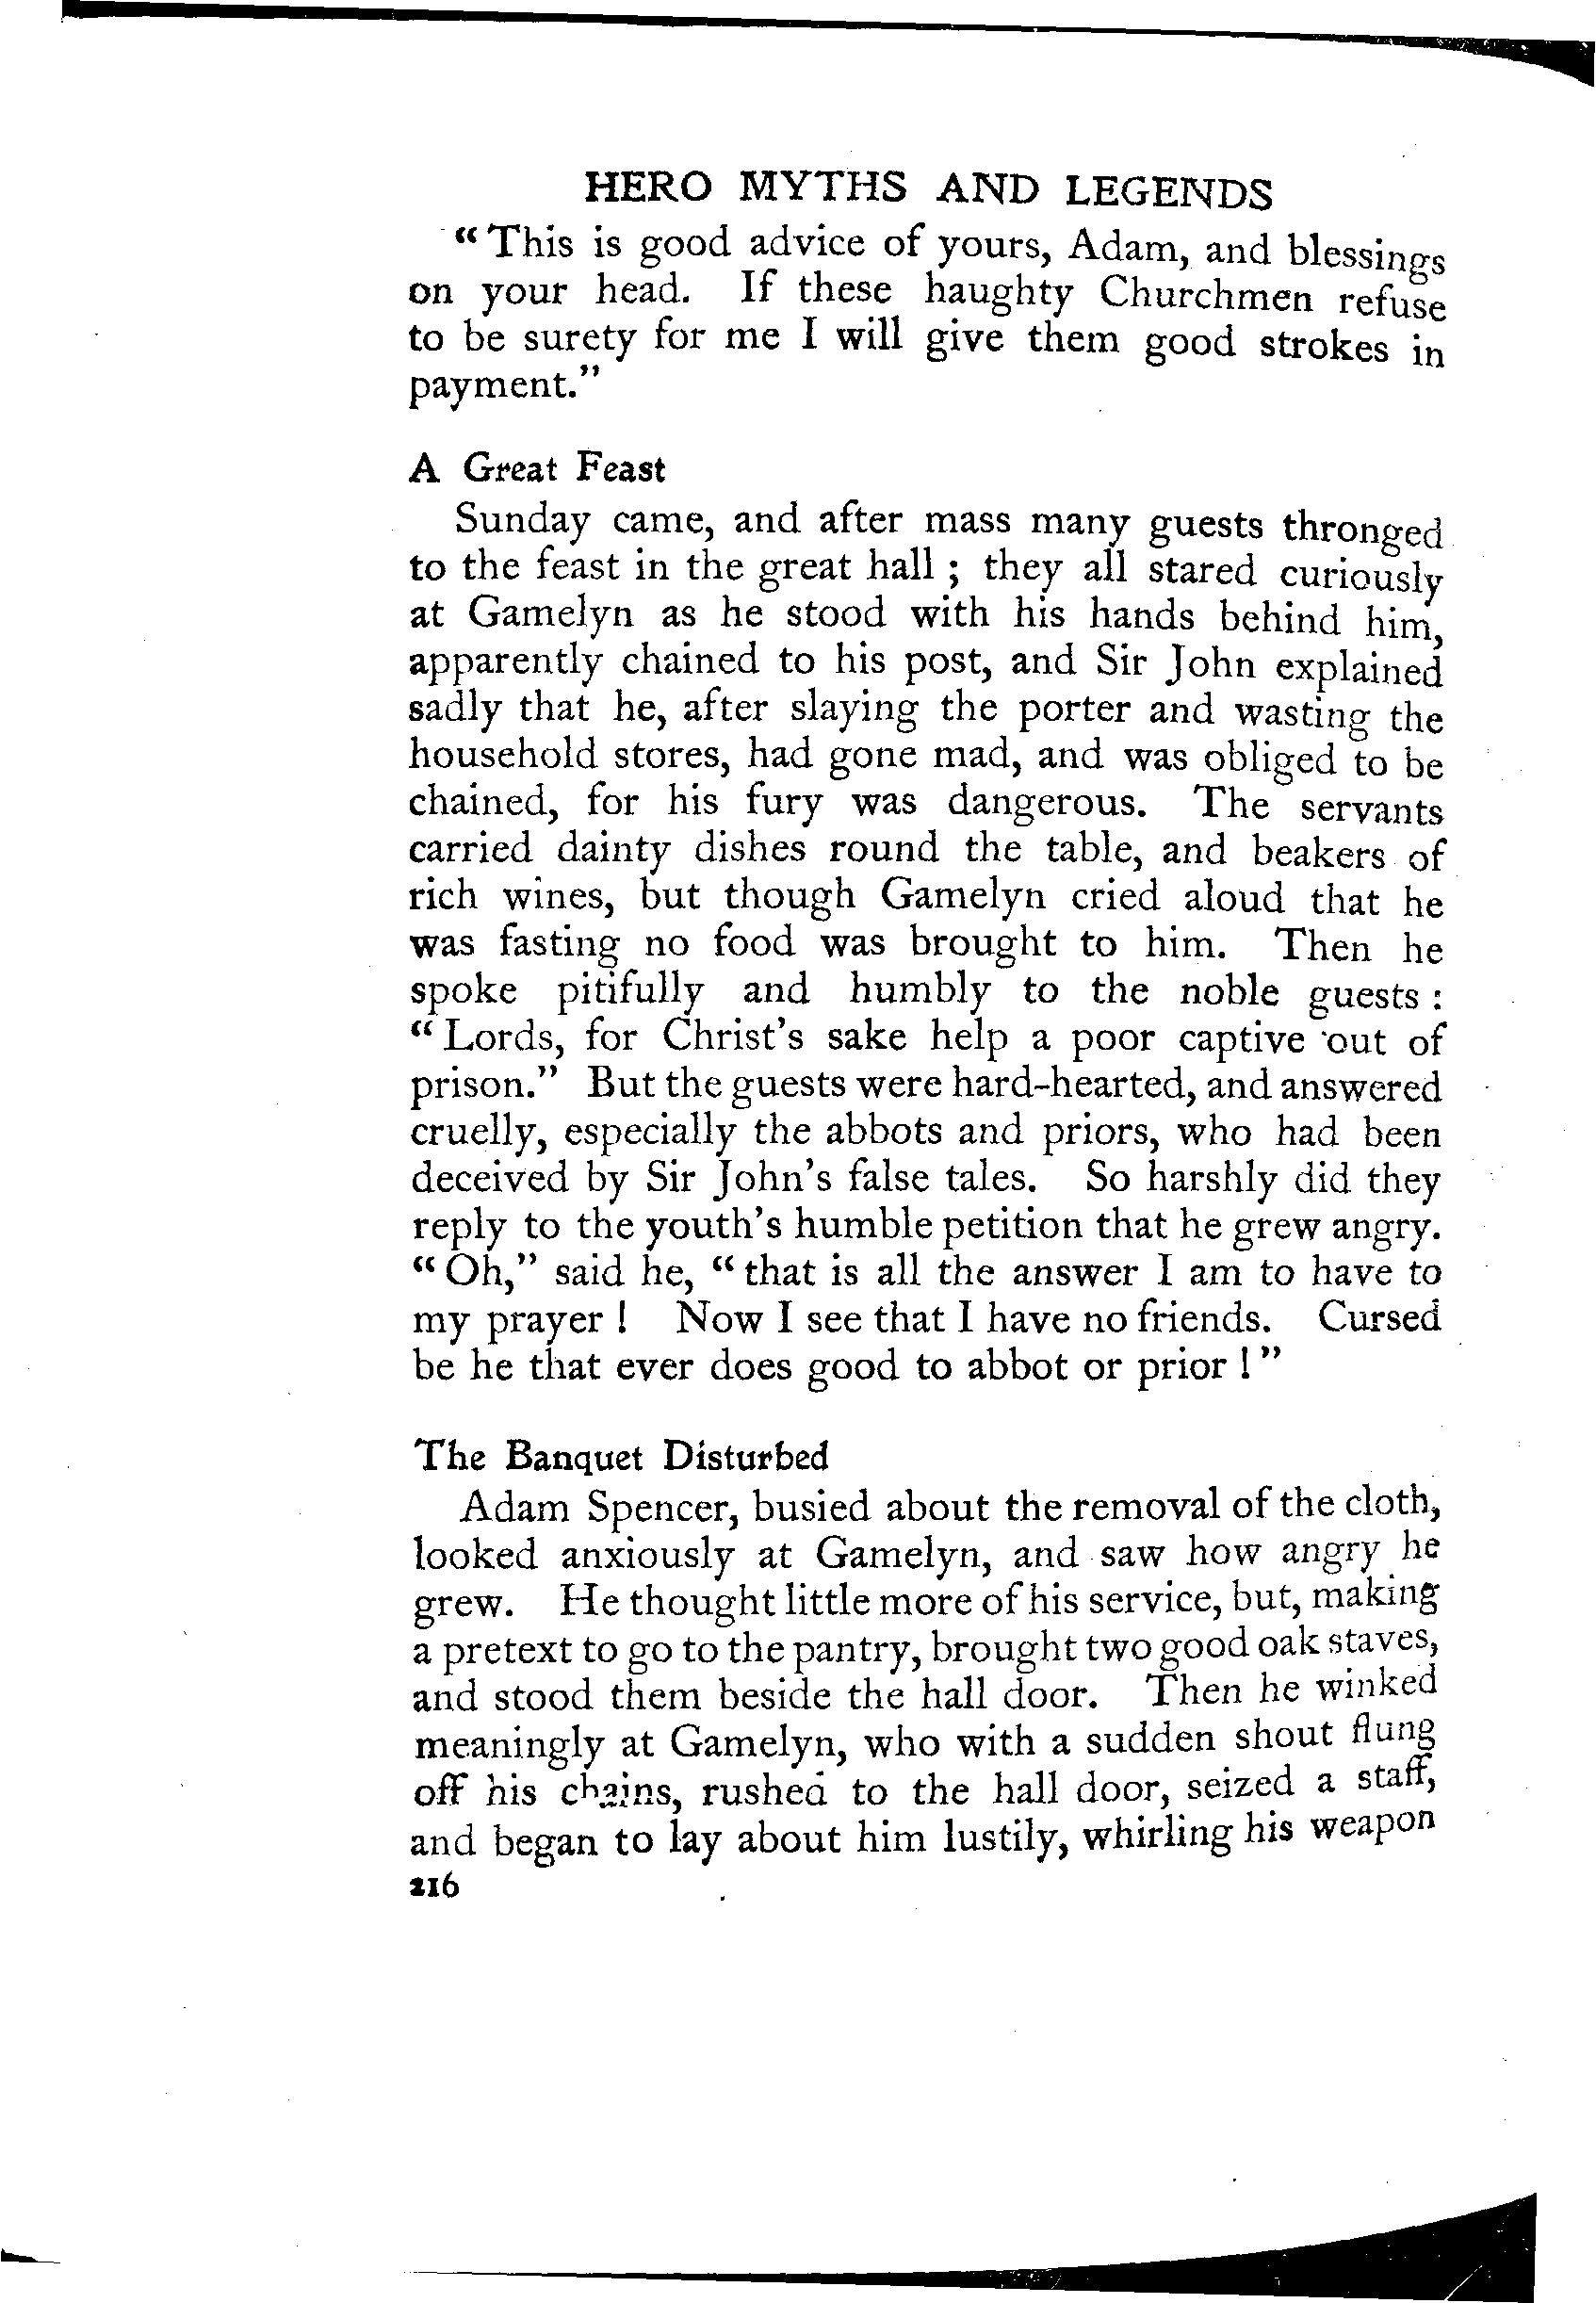 HERO MYTHS AND LEGENDS
"This is good advice of yours, Adam, and blessings
on your head. If these haughty Churchmen refuse
to be surety for me I will give them good strokes in
payment."
A Great Feast
Sunday came, and after mass many guests thronged
to the feast in the great hall; they all stared curiously
at Gamelyn as he stood with his hands behind him,
apparently chained to his post, and Sir John explained
sadly that he, after slaying the porter and wasting the
household stores, had gone mad, and was obliged to be
chained, for his fury was dangerous. The servants
carried dainty dishes round the table, and beakers of
rich wines, but though Gamelyn cried aloud that he
was fasting no food was brought to him. Then he
spoke pitifully and humbly to the noble guests:
"Lords, for Christ's sake help a poor captive out of
prison." But the guests were hard-hearted, and answered
cruelly, especially the abbots and priors, who had been
deceived by Sir John's false tales. So harshly did they
reply to the youth's humble petition that he grew angry.
"Oh," said he, "that is all the answer I am to have to
my prayer! Now I see that I have no friends. Cursed
be he that ever does good to abbot or prior!"
The Banquet Disturbed
Adam Spencer, busied about the removal of the cloth,
looked anxiously at Gamelyn, and saw how angry he
grew. He thought little more of his service, but, making
a pretext to go to the pantry, brought two good oak staves,
and stood them beside the hall door. Then he winked
meaningly at Gamelyn, who with a sudden shout flung
off his chains, rushed to the hall door, seized a staff,
and began to lay about him lustily, whirling his weapon
216